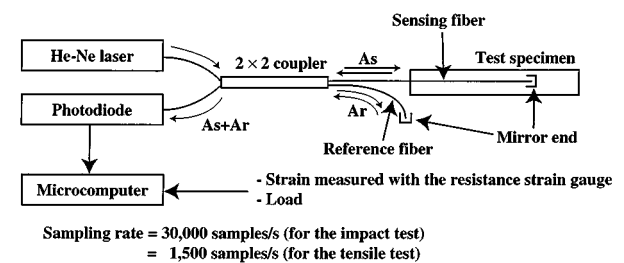 Sensing fiber
He-Ne laser
2 × 2 coupler
As
Test specimen
Photodiode
As+Ar
Ar
Mirror end
Reference fiber
Microcomputer
- Strain measured with the resistance strain gauge
- Load
Sampling rate = 30,000 samples/s (for the impact test)
= 1,500 samples/s (for the tensile test)